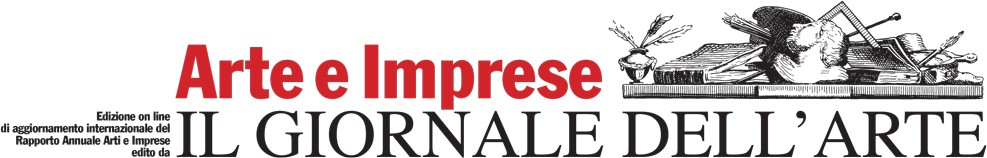 Arte e Imprese
Edizione on line
di aggiornamento internazionale del
Rapporto Annuale Arti e Imprese
edito da
IL GIORNALE DELL'ARTE